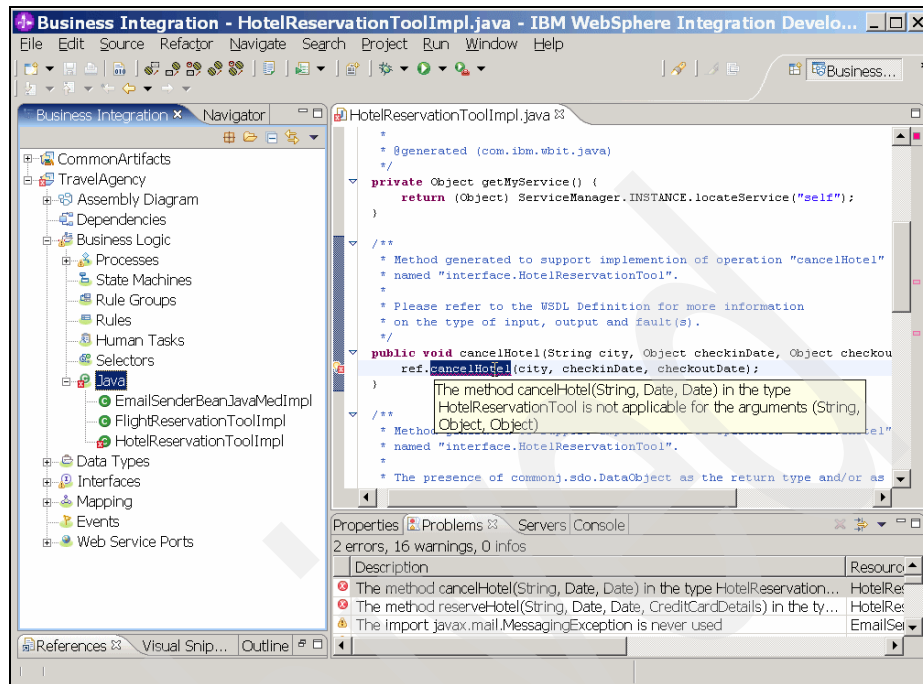 Business Integration - HotelReservationToolImpl.java - IBM WebSphere Integration Develo...
File Edit Source Refactor Navigate Search Project Run Window Help
Business...
Business Integration Navigator
HotelReservationToolImpl.java
CommonArtifacts
TravelAgency
Assembly Diagram
Dependencies
Business Logic
Processes
State Machines
Rule Groups
Rules
Human Tasks
Selectors
Java
EmailSenderBeanJavaMedImpl
FlightReservationToolImpl
HotelReservationToolImpl
Data Types
Interfaces
Mapping
Events
Web Service Ports
*
* @generated (com.ibm.wbit.java)
*/
private Object getMyService() {
return (Object) ServiceManager.INSTANCE.locateService("self");
}
/**
* Method generated to support implemention of operation "cancelHotel"
* named "interface.HotelReservationTool".
*
* Please refer to the WSDL Definition for more information
* on the type of input, output and fault(s).
*/
public void cancelHotel(String city, Object checkinDate, Object checkou
ref.cancelHotel(city, checkinDate, checkoutDate);
}
The method cancelHotel(String, Date, Date) in the type
HotelReservationTool is not applicable for the arguments (String,
Object, Object)
/**
* Method
* named "interface.HotelReservationTool".
*
* The presence of commonj.sdo.DataObject as the return type and/or as
Properties Problems Servers Console
2 errors, 16 warnings, 0 infos
Description Resourc
The method cancelHotel(String, Date, Date) in the type HotelReservation... HotelRes
The method reserveHotel(String, Date, Date, CreditCardDetails) in the ty... HotelRes
The import javax.mail.MessagingException is never used EmailSei
References Visual Snip... Outline